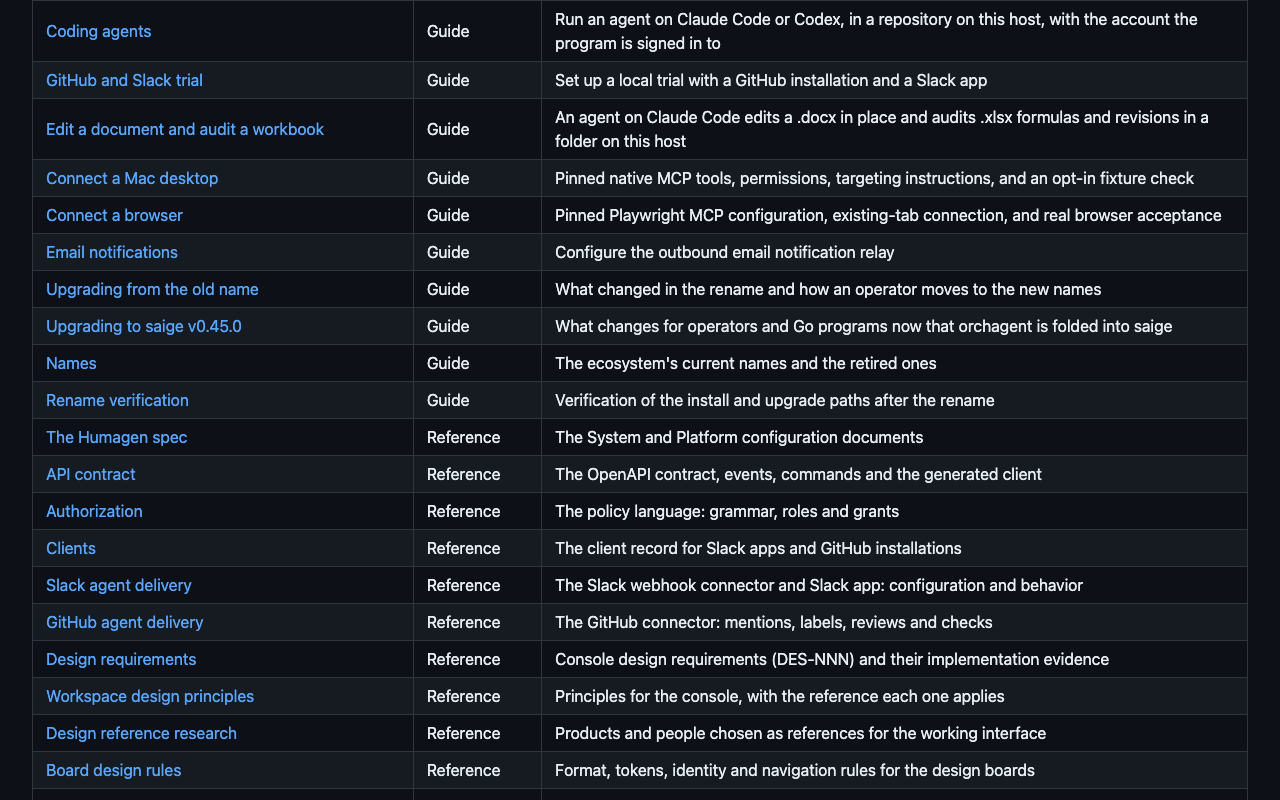 Coding agents
Guide
Run an agent on Claude Code or Codex, in a repository on this host, with the account the
program is signed in to
GitHub and Slack trial
Guide
Set up a local trial with a GitHub installation and a Slack app
Edit a document and audit a workbook
Guide
An agent on Claude Code edits a .docx in place and audits .xlsx formulas and revisions in a
folder on this host
Connect a Mac desktop
Guide
Pinned native MCP tools, permissions, targeting instructions, and an opt-in fixture check
Connect a browser
Guide
Pinned Playwright MCP configuration, existing-tab connection, and real browser acceptance
Email notifications
Guide
Configure the outbound email notification relay
Upgrading from the old name
Guide
What changed in the rename and how an operator moves to the new names
Upgrading to saige v0.45.0
Guide
What changes for operators and Go programs now that orchagent is folded into saige
Names
Guide
The ecosystem's current names and the retired ones
Rename verification
Guide
Verification of the install and upgrade paths after the rename
The Humagen spec
Reference
The System and Platform configuration documents
API contract
Reference
The OpenAPI contract, events, commands and the generated client
Authorization
Reference
The policy language: grammar, roles and grants
Clients
Reference
The client record for Slack apps and GitHub installations
Slack agent delivery
Reference
The Slack webhook connector and Slack app: configuration and behavior
GitHub agent delivery
Reference
The GitHub connector: mentions, labels, reviews and checks
Design requirements
Reference
Console design requirements (DES-NNN) and their implementation evidence
Workspace design principles
Reference
Principles for the console, with the reference each one applies
Design reference research
Reference
Products and people chosen as references for the working interface
Board design rules
Reference
Format, tokens, identity and navigation rules for the design boards